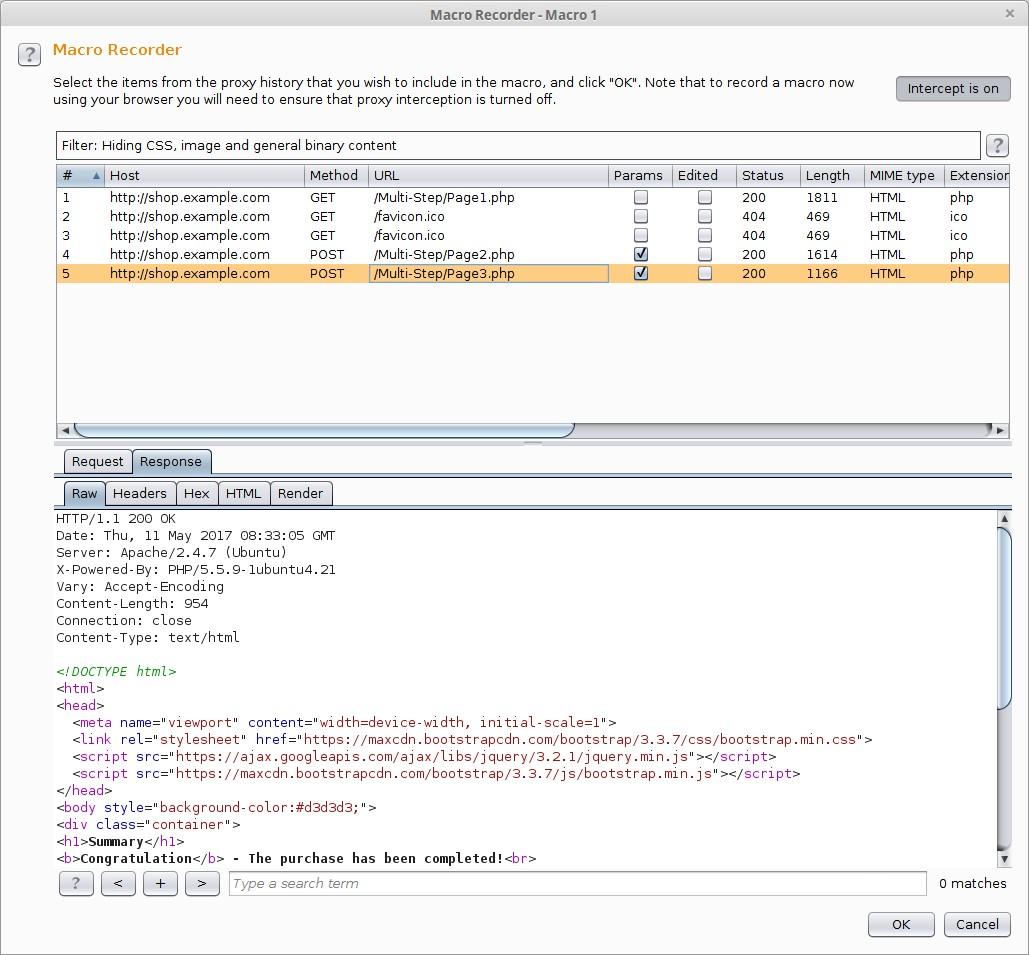 Macro Recorder - Macro 1
×
?
Macro Recorder
Select the items from the proxy history that you wish to include in the macro, and click "OK". Note that to record a macro now
using your browser you will need to ensure that proxy interception is turned off.
Intercept is on
Filter: Hiding CSS, image and general binary content
?
# Host Method URL Params Edited Status Length MIME type Extension
1 http://shop.example.com GET /Multi-Step/Page1.php 200 1811 HTML php
2 http://shop.example.com GET /favicon.ico 404 469 HTML ico
3 http://shop.example.com GET /favicon.ico 404 469 HTML ico
4 http://shop.example.com POST /Multi-Step/Page2.php 200 1614 HTML php
5 http://shop.example.com POST /Multi-Step/Page3.php 200 1166 HTML php
Request Response
Raw Headers Hex HTML Render
HTTP/1.1 200 OK
Date: Thu, 11 May 2017 08:33:05 GMT
Server: Apache/2.4.7 (Ubuntu)
X-Powered-By: PHP/5.5.9-1ubuntu4.21
Vary: Accept-Encoding
Content-Length: 954
Connection: close
Content-Type: text/html
<!DOCTYPE html>
<html>
<head>
<meta name="viewport" content="width=device-width, initial-scale=1">
<link rel="stylesheet" href="https://maxcdn.bootstrapcdn.com/bootstrap/3.3.7/css/bootstrap.min.css">
<script src="https://ajax.googleapis.com/ajax/libs/jquery/3.2.1/jquery.min.js"></script>
<script src="https://maxcdn.bootstrapcdn.com/bootstrap/3.3.7/js/bootstrap.min.js"></script>
</head>
<body style="background-color:#d3d3d3;">
<div class="container">
<h1>Summary</h1>
<b>Congratulation</b> - The purchase has been completed!<br>
? < + > Type a search term 0 matches
OK Cancel